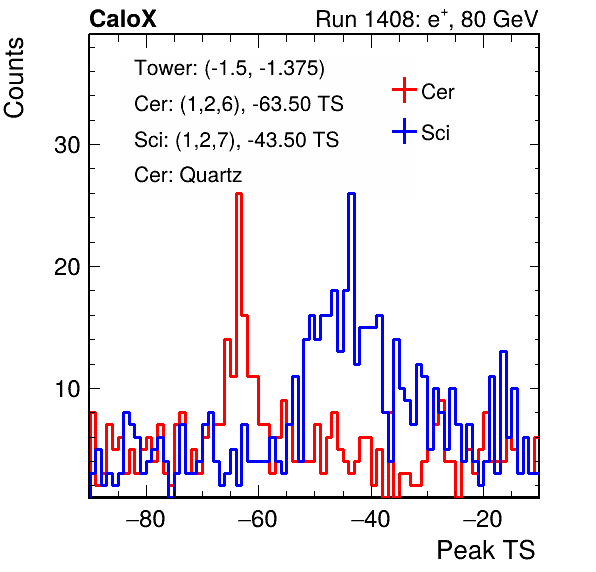 CaloX Run 1408: e⁺, 80 GeV
Counts
Tower: (-1.5, -1.375)
Cer: (1,2,6), -63.50 TS
Sci: (1,2,7), -43.50 TS
Cer: Quartz
Cer
Sci
30
20
10
−80 −60 −40 −20
Peak TS